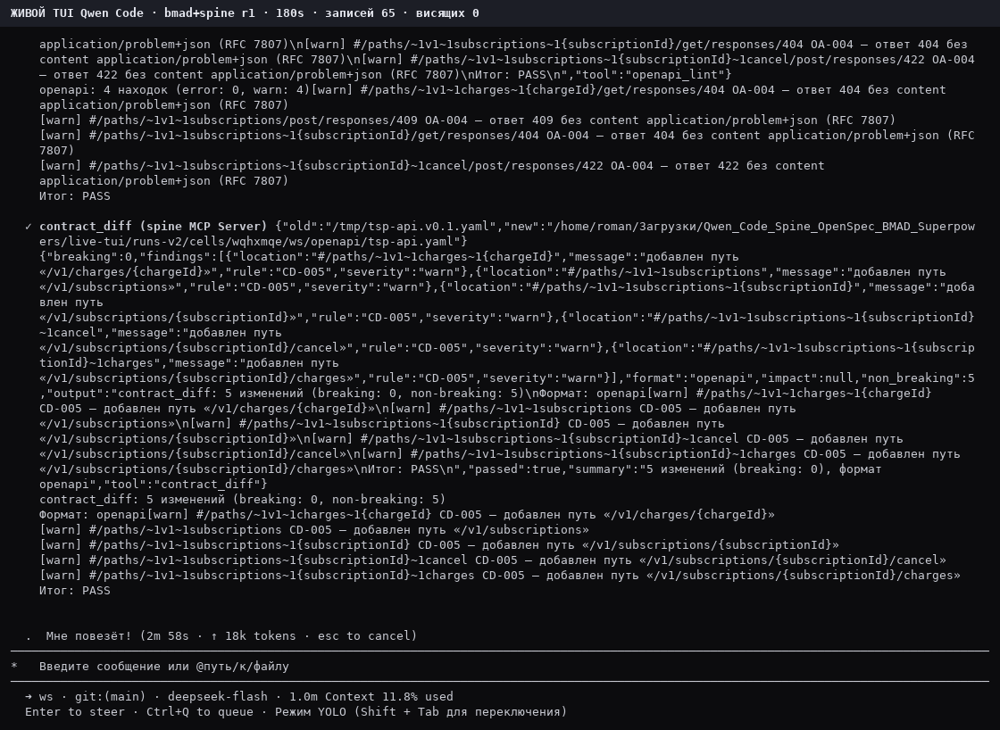 ЖИВОЙ TUI Qwen Code · bmad+spine r1 · 180s · записей 65 · висящих 0
application/problem+json (RFC 7807)\n[warn] #/paths/~1v1~1subscriptions~1{subscriptionId}/get/responses/404 OA-004 — ответ 404 без
content application/problem+json (RFC 7807)\n[warn] #/paths/~1v1~1subscriptions~1{subscriptionId}~1cancel/post/responses/422 OA-004
— ответ 422 без content application/problem+json (RFC 7807)\nИтог: PASS\n","tool":"openapi_lint"}
openapi: 4 находок (error: 0, warn: 4)[warn] #/paths/~1v1~1charges~1{chargeId}/get/responses/404 OA-004 — ответ 404 без content
application/problem+json (RFC 7807)
[warn] #/paths/~1v1~1subscriptions/post/responses/409 OA-004 — ответ 409 без content application/problem+json (RFC 7807)
[warn] #/paths/~1v1~1subscriptions~1{subscriptionId}/get/responses/404 OA-004 — ответ 404 без content application/problem+json (RFC
7807)
[warn] #/paths/~1v1~1subscriptions~1{subscriptionId}~1cancel/post/responses/422 OA-004 — ответ 422 без content
application/problem+json (RFC 7807)
Итог: PASS
✓ contract_diff (spine MCP Server) {"old":"/tmp/tsp-api.v0.1.yaml","new":"/home/roman/Загрузки/Qwen_Code_Spine_OpenSpec_BMAD_Superpow
ers/live-tui/runs-v2/cells/wqhxmqe/ws/openapi/tsp-api.yaml"}
{"breaking":0,"findings":[{"location":"#/paths/~1v1~1charges~1{chargeId}","message":"добавлен путь
«/v1/charges/{chargeId}»","rule":"CD-005","severity":"warn"},{"location":"#/paths/~1v1~1subscriptions","message":"добавлен путь
«/v1/subscriptions»","rule":"CD-005","severity":"warn"},{"location":"#/paths/~1v1~1subscriptions~1{subscriptionId}","message":"доба
влен путь
«/v1/subscriptions/{subscriptionId}»","rule":"CD-005","severity":"warn"},{"location":"#/paths/~1v1~1subscriptions~1{subscriptionId}
~1cancel","message":"добавлен путь
«/v1/subscriptions/{subscriptionId}/cancel»","rule":"CD-005","severity":"warn"},{"location":"#/paths/~1v1~1subscriptions~1{subscrip
tionId}~1charges","message":"добавлен путь
«/v1/subscriptions/{subscriptionId}/charges»","rule":"CD-005","severity":"warn"}],"format":"openapi","impact":null,"non_breaking":5
,"output":"contract_diff: 5 изменений (breaking: 0, non-breaking: 5)\nФормат: openapi[warn] #/paths/~1v1~1charges~1{chargeId}
CD-005 — добавлен путь «/v1/charges/{chargeId}»\n[warn] #/paths/~1v1~1subscriptions CD-005 — добавлен путь
«/v1/subscriptions»\n[warn] #/paths/~1v1~1subscriptions~1{subscriptionId} CD-005 — добавлен путь
«/v1/subscriptions/{subscriptionId}»\n[warn] #/paths/~1v1~1subscriptions~1{subscriptionId}~1cancel CD-005 — добавлен путь
«/v1/subscriptions/{subscriptionId}/cancel»\n[warn] #/paths/~1v1~1subscriptions~1{subscriptionId}~1charges CD-005 — добавлен путь
«/v1/subscriptions/{subscriptionId}/charges»\nИтог: PASS\n","passed":true,"summary":"5 изменений (breaking: 0), формат
openapi","tool":"contract_diff"}
contract_diff: 5 изменений (breaking: 0, non-breaking: 5)
Формат: openapi[warn] #/paths/~1v1~1charges~1{chargeId} CD-005 — добавлен путь «/v1/charges/{chargeId}»
[warn] #/paths/~1v1~1subscriptions CD-005 — добавлен путь «/v1/subscriptions»
[warn] #/paths/~1v1~1subscriptions~1{subscriptionId} CD-005 — добавлен путь «/v1/subscriptions/{subscriptionId}»
[warn] #/paths/~1v1~1subscriptions~1{subscriptionId}~1cancel CD-005 — добавлен путь «/v1/subscriptions/{subscriptionId}/cancel»
[warn] #/paths/~1v1~1subscriptions~1{subscriptionId}~1charges CD-005 — добавлен путь «/v1/subscriptions/{subscriptionId}/charges»
Итог: PASS
. Мне повезёт! (2m 58s · ↑ 18k tokens · esc to cancel)
* Введите сообщение или @путь/к/файлу
➜ ws · git:(main) · deepseek-flash · 1.0m Context 11.8% used
Enter to steer · Ctrl+Q to queue · Режим YOLO (Shift + Tab для переключения)